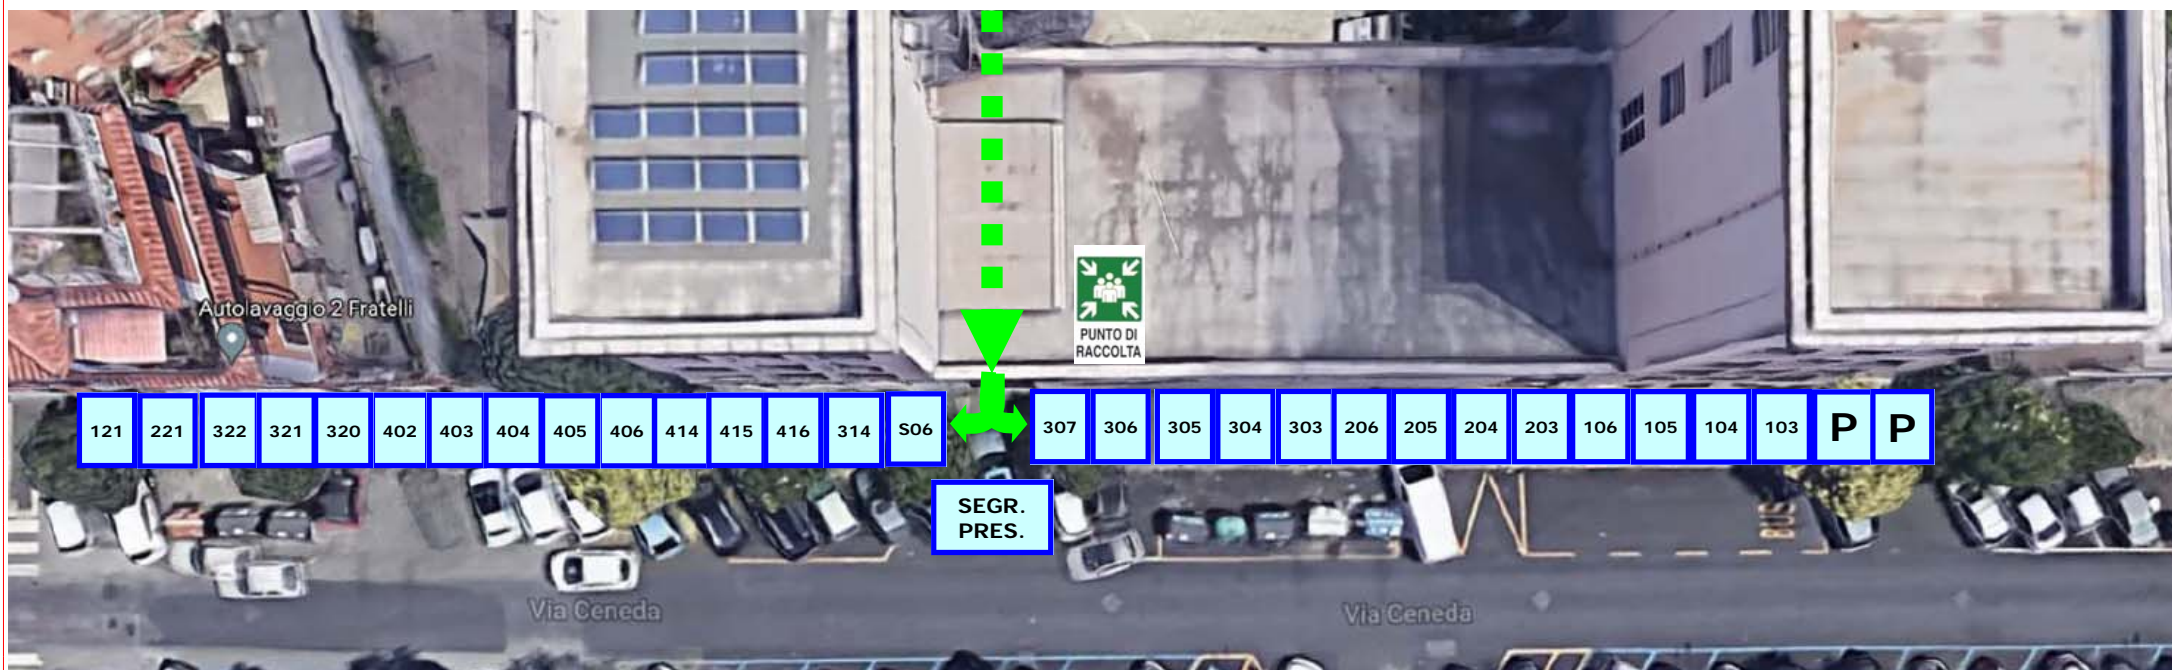 Autolavaggio 2 Fratelli
PUNTO DI
RACCOLTA
121 221 322 321 320 402 403 404 405 406 414 415 416 314 S06
307 306 305 304 303 206 205 204 203 106 105 104 103 P P
SEGR.
PRES.
BUS
Via Ceneda
Via Ceneda